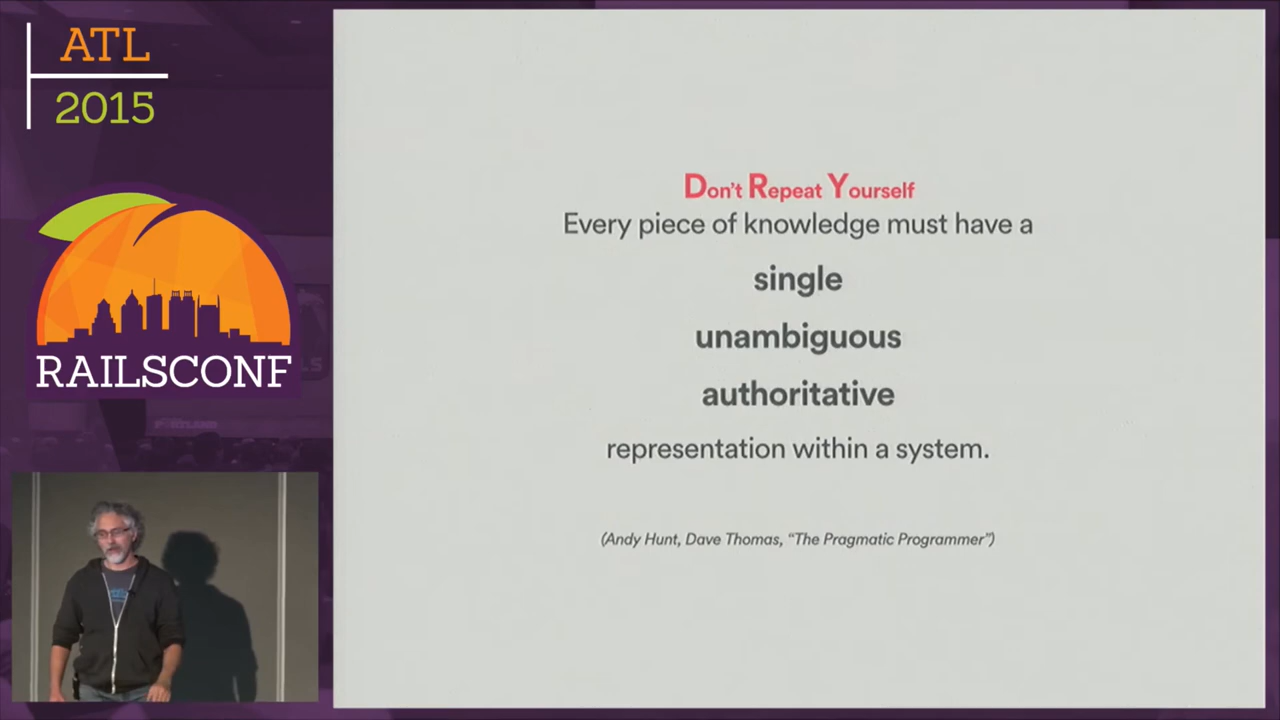 ATL
2015
RAILSCONF
Don't Repeat Yourself
Every piece of knowledge must have a
single
unambiguous
authoritative
representation within a system.
(Andy Hunt, Dave Thomas, “The Pragmatic Programmer”)